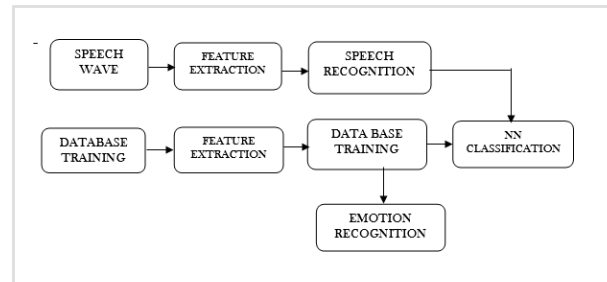 -
SPEECH
WAVE
FEATURE
EXTRACTION
SPEECH
RECOGNITION
DATABASE
TRAINING
FEATURE
EXTRACTION
DATA BASE
TRAINING
NN
CLASSIFICATION
EMOTION
RECOGNITION